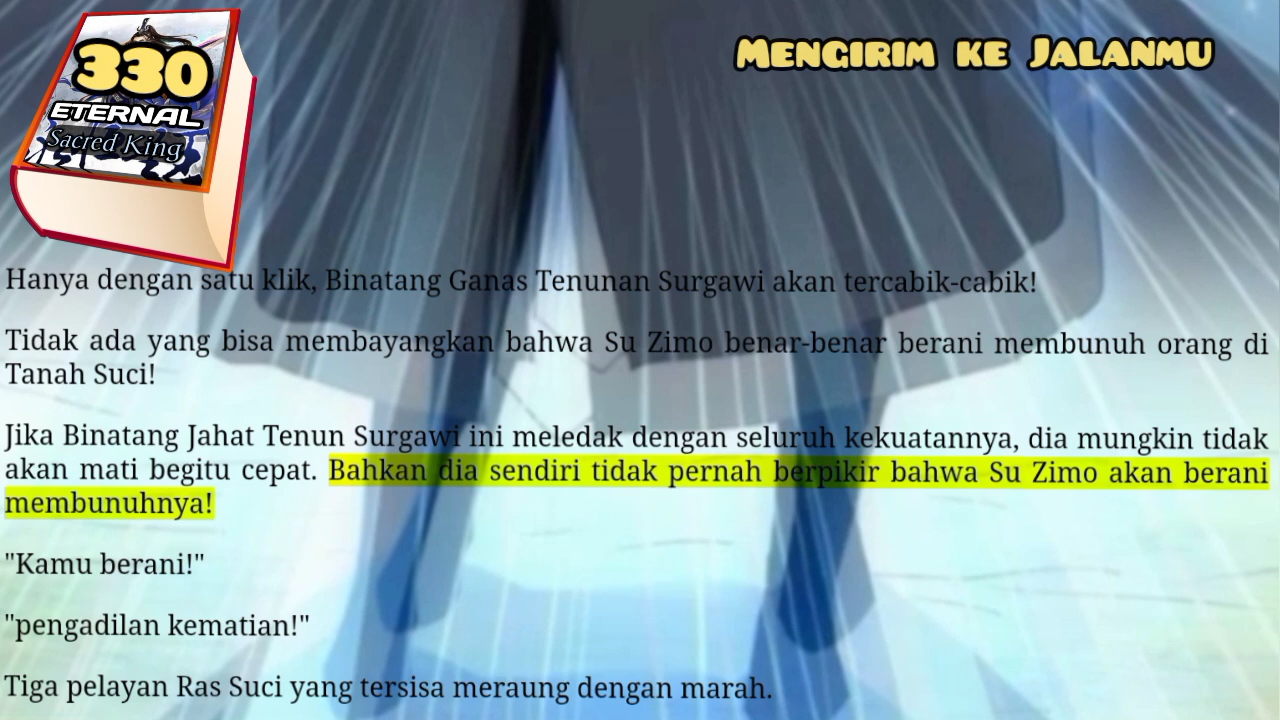 330
ETERNAL
Sacred King
Mengirim ke Jalanmu
Hanya dengan satu klik, Binatang Ganas Tenunan Surgawi akan tercabik-cabik!
Tidak ada yang bisa membayangkan bahwa Su Zimo benar-benar berani membunuh orang di
Tanah Suci!
Jika Binatang Jahat Tenun Surgawi ini meledak dengan seluruh kekuatannya, dia mungkin tidak
akan mati begitu cepat. Bahkan dia sendiri tidak pernah berpikir bahwa Su Zimo akan berani
membunuhnya!
"Kamu berani!"
"pengadilan kematian!"
Tiga pelayan Ras Suci yang tersisa meraung dengan marah.